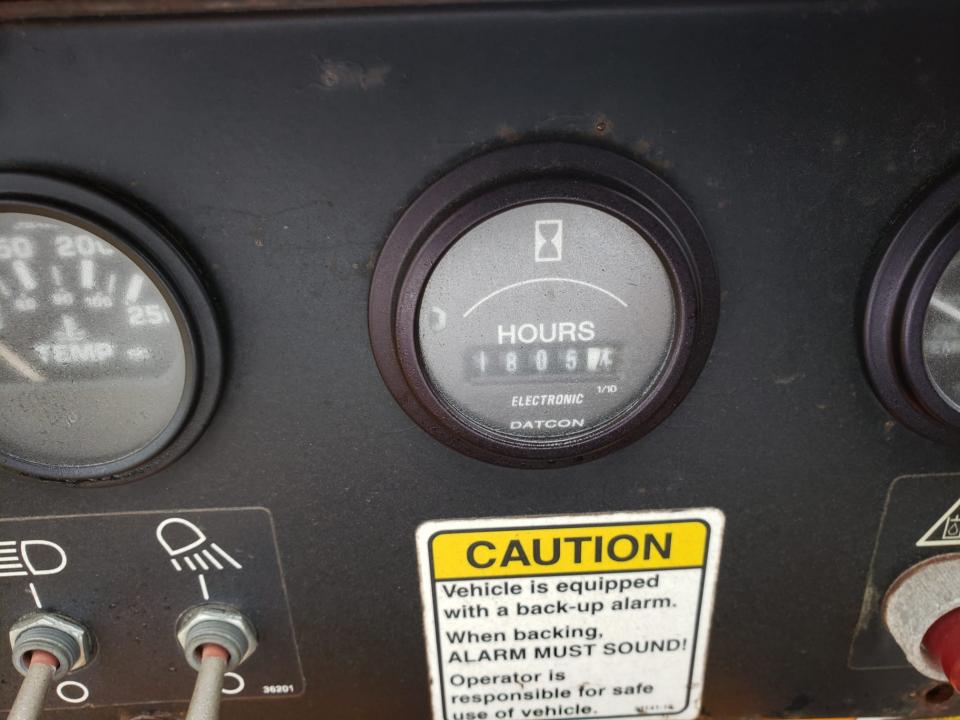 200
250
TEMP
HOURS
1805
1/10
ELECTRONIC
DATCON
CAUTION
Vehicle is equipped
with a back-up alarm.
When backing,
ALARM MUST SOUND!
Operator is
responsible for safe
use of vehicle.
36201